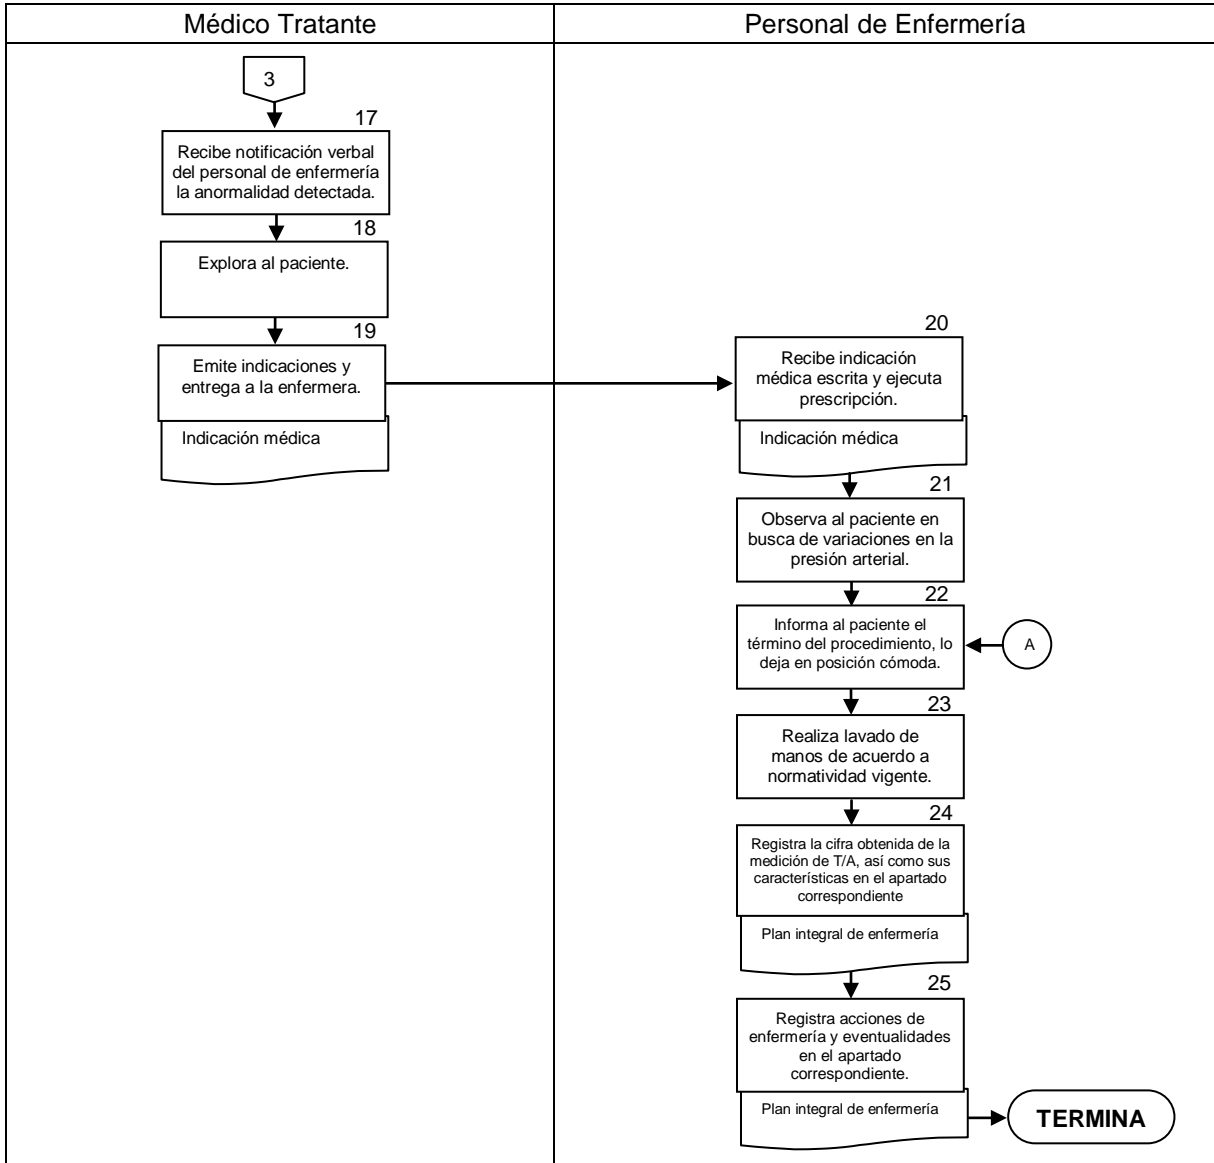 Médico Tratante
Personal de Enfermería
3
17
Recibe notificación verbal
del personal de enfermería
la anormalidad detectada.
18
Explora al paciente.
19
Emite indicaciones y
entrega a la enfermera.
Indicación médica
20
Recibe indicación
médica escrita y ejecuta
prescripción.
Indicación médica
21
Observa al paciente en
busca de variaciones en la
presión arterial.
22
Informa al paciente el
término del procedimiento, lo
deja en posición cómoda.
A
23
Realiza lavado de
manos de acuerdo a
normatividad vigente.
24
Registra la cifra obtenida de la
medición de T/A, así como sus
características en el apartado
correspondiente
Plan integral de enfermería
25
Registra acciones de
enfermería y eventualidades
en el apartado
correspondiente.
Plan integral de enfermería
TERMINA